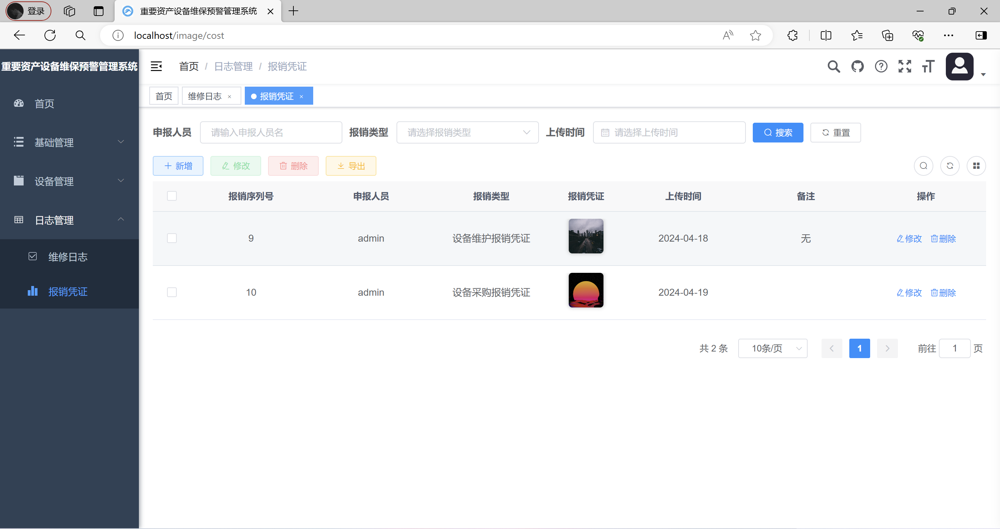 登录
重要资产设备维保预警管理系统
localhost/image/cost
重要资产设备维保预警管理系统
首页 / 日志管理 / 报销凭证
首页
维修日志 ×
报销凭证 ×
首页
基础管理
设备管理
日志管理
维修日志
报销凭证
申报人员 请输入申报人员名 报销类型 请选择报销类型 上传时间 请选择上传时间 搜索 重置
新增 修改 删除 导出
报销序列号 申报人员 报销类型 报销凭证 上传时间 备注 操作
9 admin 设备维护报销凭证 2024-04-18 无 修改 删除
10 admin 设备采购报销凭证 2024-04-19 修改 删除
共 2 条 10条/页 1 前往 1 页